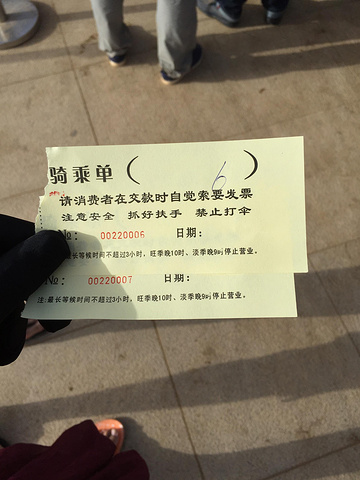 骑乘单（ 6 ）
请消费者在交款时自觉索要发票
注意安全 抓好扶手 禁止打伞
No: 00220006 日期:
最长等候时间不超过3小时、旺季晚10时、淡季晚9时停止营业。
No: 00220007 日期:
注:最长等候时间不超过3小时，旺季晚10时、淡季晚9时停止营业。